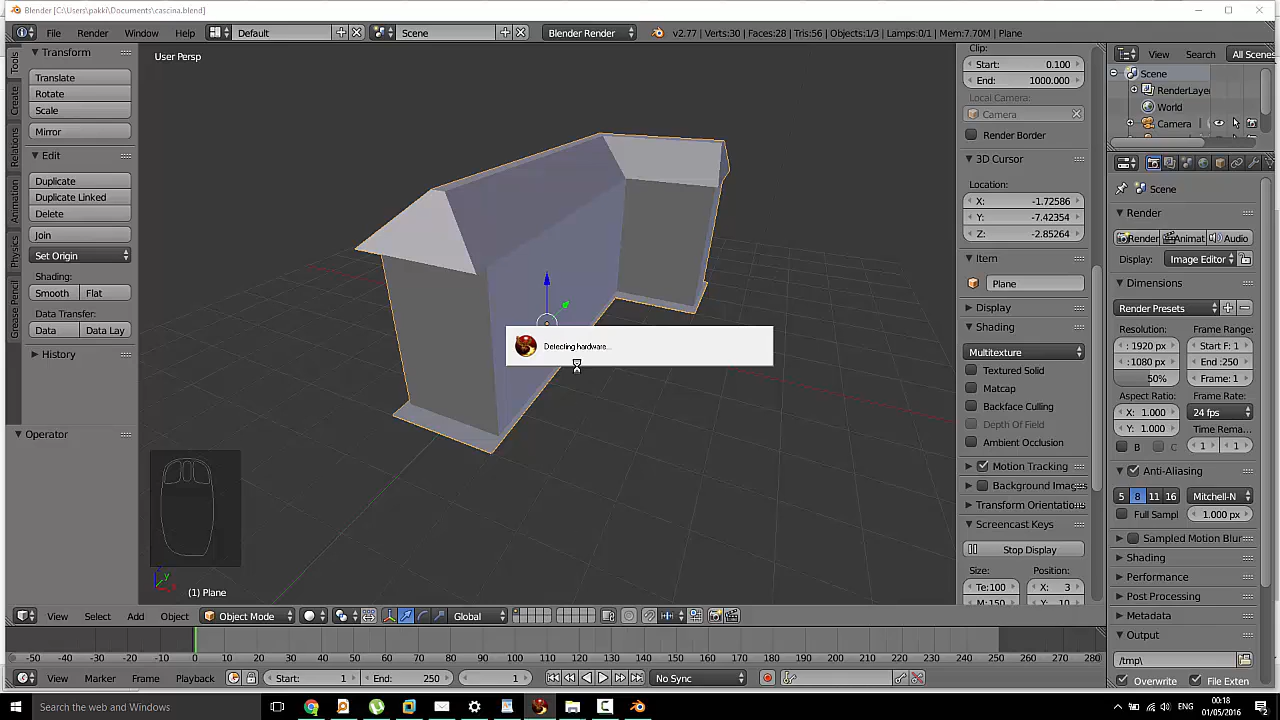 Blender [C:\Users\pakki\Documents\cascina.blend]
File Render Window Help Default Scene Blender Render v2.77 | Verts:30 | Faces:28 | Tris:56 | Objects:1/3 | Lamps:0/1 | Mem:7.70M | Plane
View Search All Scenes
Tools
Create
Relations
Animation
Physics
Grease Pencil
Transform
Translate
Rotate
Scale
Mirror
Edit
Duplicate
Duplicate Linked
Delete
Join
Set Origin
Shading:
Smooth Flat
Data Transfer:
Data Data Lay
History
Operator
User Persp
Detecting hardware...
(1) Plane
Clip:
Start: 0.100
End: 1000.000
Local Camera:
Camera
Render Border
3D Cursor
Location:
X: -1.72586
Y: -7.42354
Z: -2.85264
Item
Plane
Display
Shading
Multitexture
Textured Solid
Matcap
Backface Culling
Depth Of Field
Ambient Occlusion
Motion Tracking
Background Images
Transform Orientations
Screencast Keys
Stop Display
Size: Position:
Te:100 X: 3
M:150 Y: 10
Scene
RenderLayer
World
Camera
Scene
Render
Render Animat Audio
Display: Image Editor
Dimensions
Render Presets
Resolution: Frame Range:
: 1920 px Start F: 1
:1080 px End :250
50% Frame: 1
Aspect Ratio: Frame Rate:
X: 1.000 24 fps
Y: 1.000 Time Rema...
B C 1 1
Anti-Aliasing
5 8 11 16 Mitchell-N
Full Sampl 1.000 px
Sampled Motion Blur
Shading
Performance
Post Processing
Metadata
Output
/tmp\
Overwrite File Exten
View Select Add Object Object Mode Global
-50 -40 -30 -20 -10 0 10 20 30 40 50 60 70 80 90 100 110 120 130 140 150 160 170 180 190 200 210 220 230 240 250 260 270 280
View Marker Frame Playback Start: 1 End: 250 1 No Sync
Search the web and Windows
00:18
01/05/2016